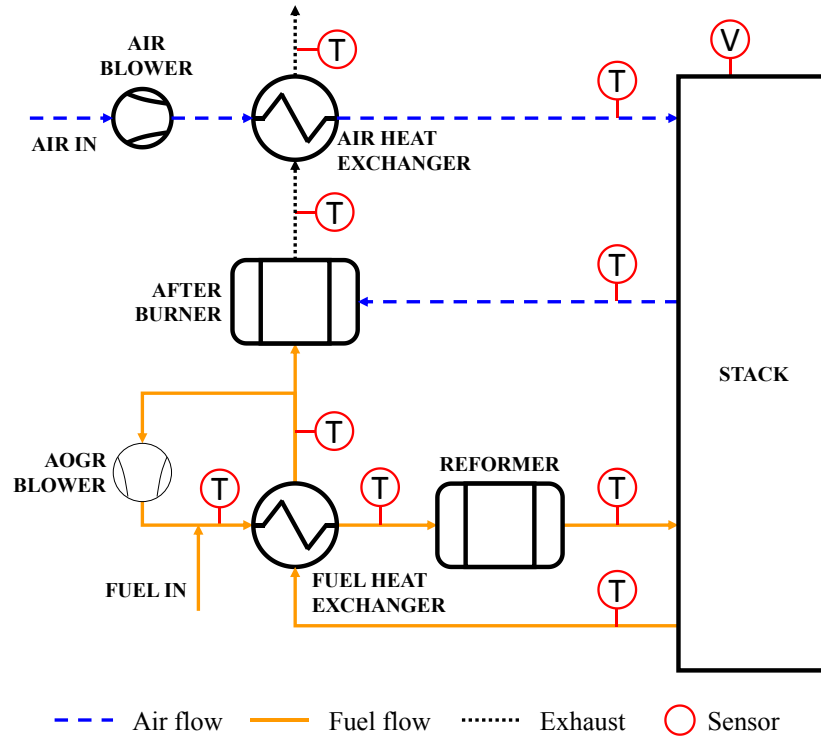 AIR
BLOWER
T
T
V
AIR IN
AIR HEAT
EXCHANGER
T
T
AFTER
BURNER
STACK
T
AOGR
BLOWER
REFORMER
T
T
T
FUEL IN
FUEL HEAT
EXCHANGER
T
Air flow
Fuel flow
Exhaust
Sensor